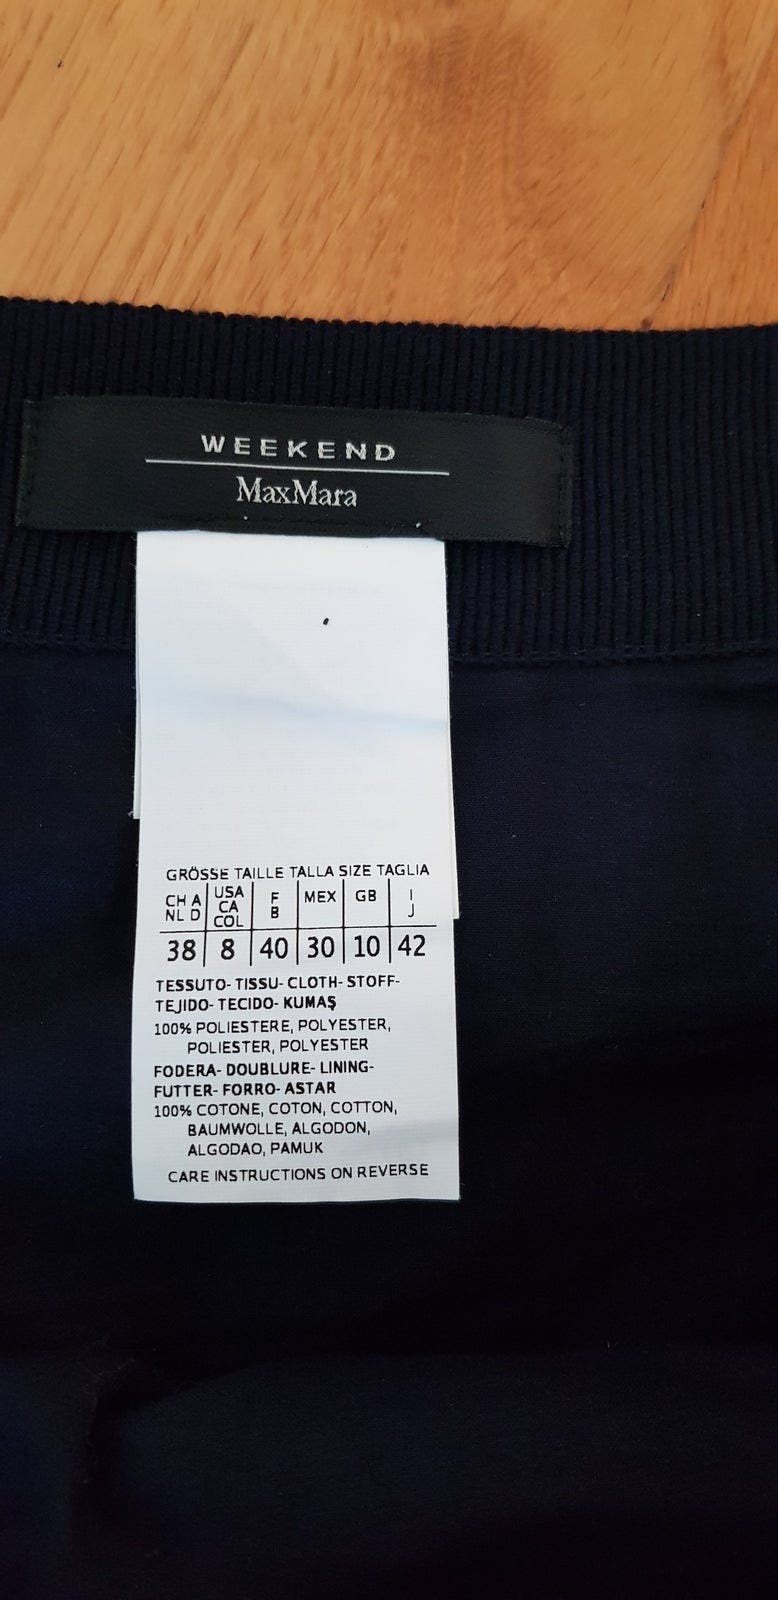 WEEKEND
MaxMara
GRÖSSE TAILLE TALLA SIZE TAGLIA
CH A NL D USA CA COL F B MEX GB I J
38 8 40 30 10 42
TESSUTO- TISSU- CLOTH- STOFF-
TEJIDO- TECIDO- KUMAŞ
100% POLIESTERE, POLYESTER,
POLIESTER, POLYESTER
FODERA- DOUBLURE- LINING-
FUTTER- FORRO- ASTAR
100% COTONE, COTON, COTTON,
BAUMWOLLE, ALGODON,
ALGODAO, PAMUK
CARE INSTRUCTIONS ON REVERSE